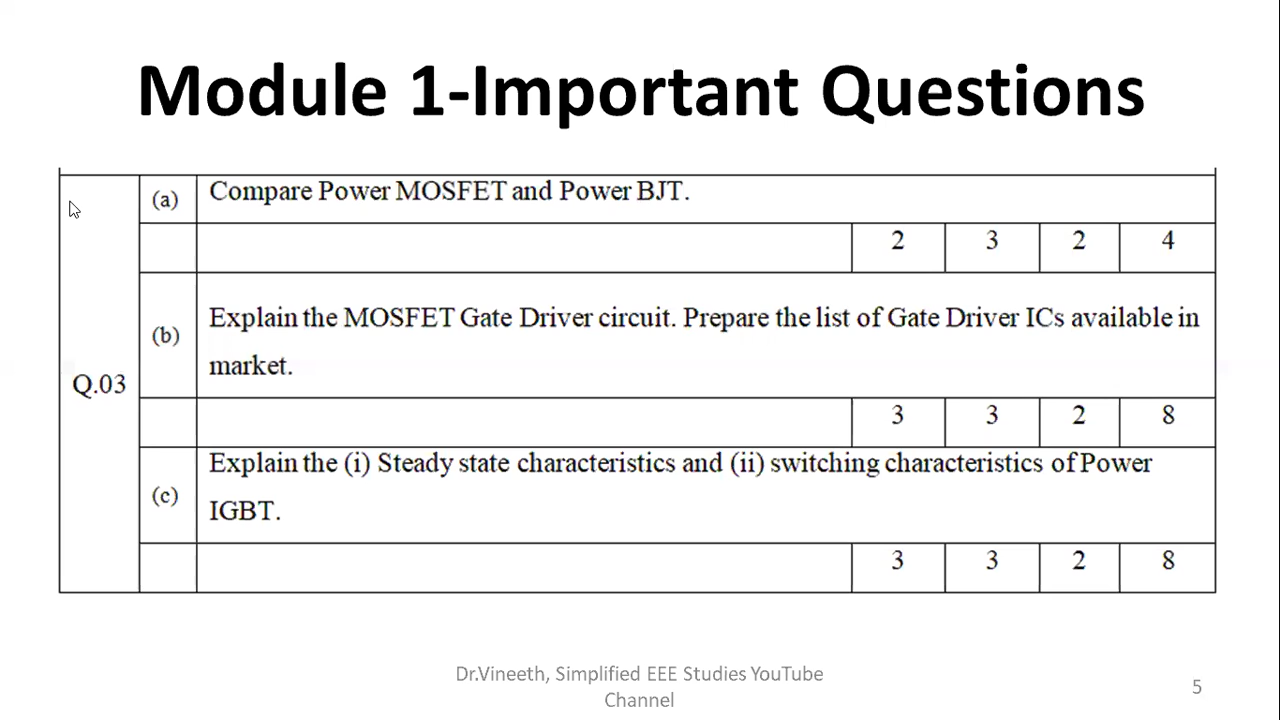 Module 1-Important Questions
Q.03
(a)
Compare Power MOSFET and Power BJT.
2 3 2 4
(b)
Explain the MOSFET Gate Driver circuit. Prepare the list of Gate Driver ICs available in
market.
3 3 2 8
(c)
Explain the (i) Steady state characteristics and (ii) switching characteristics of Power
IGBT.
3 3 2 8
Dr.Vineeth, Simplified EEE Studies YouTube
Channel
5